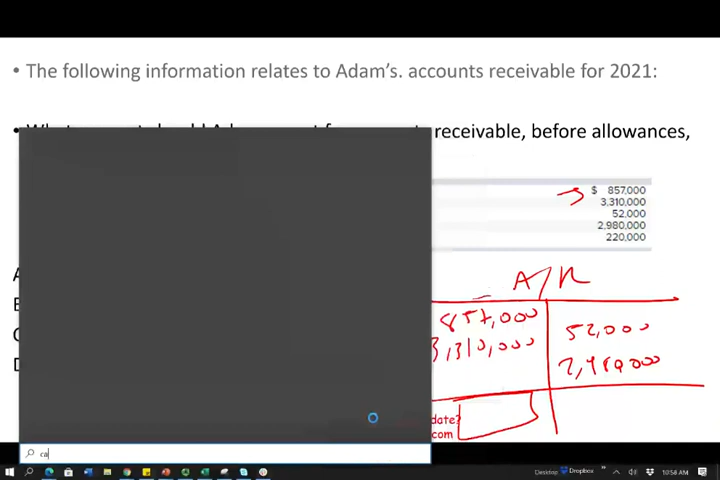 • The following information relates to Adam's. accounts receivable for 2021:
receivable, before allowances,
$ 857,000
3,310,000
52,000
2,980,000
220,000
A/R
857,000
52,000
3,310,000
2,980,000
date?
com
ca
Desktop Dropbox » 10:58 AM